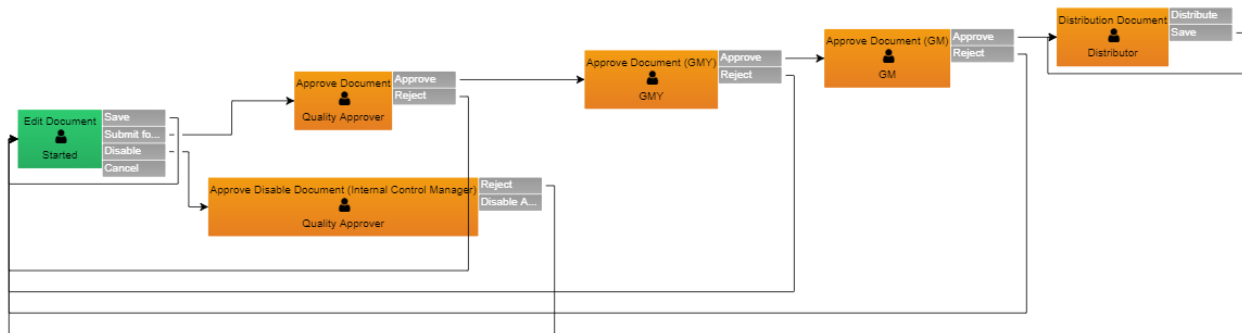 Edit Document
Started
Save
Submit fo...
Disable
Cancel
Approve Document
Quality Approver
Approve
Reject
Approve Disable Document (Internal Control Manager)
Quality Approver
Reject
Disable A...
Approve Document (GMY)
GMY
Approve
Reject
Approve Document (GM)
GM
Approve
Reject
Distribution Document
Distributor
Distribute
Save